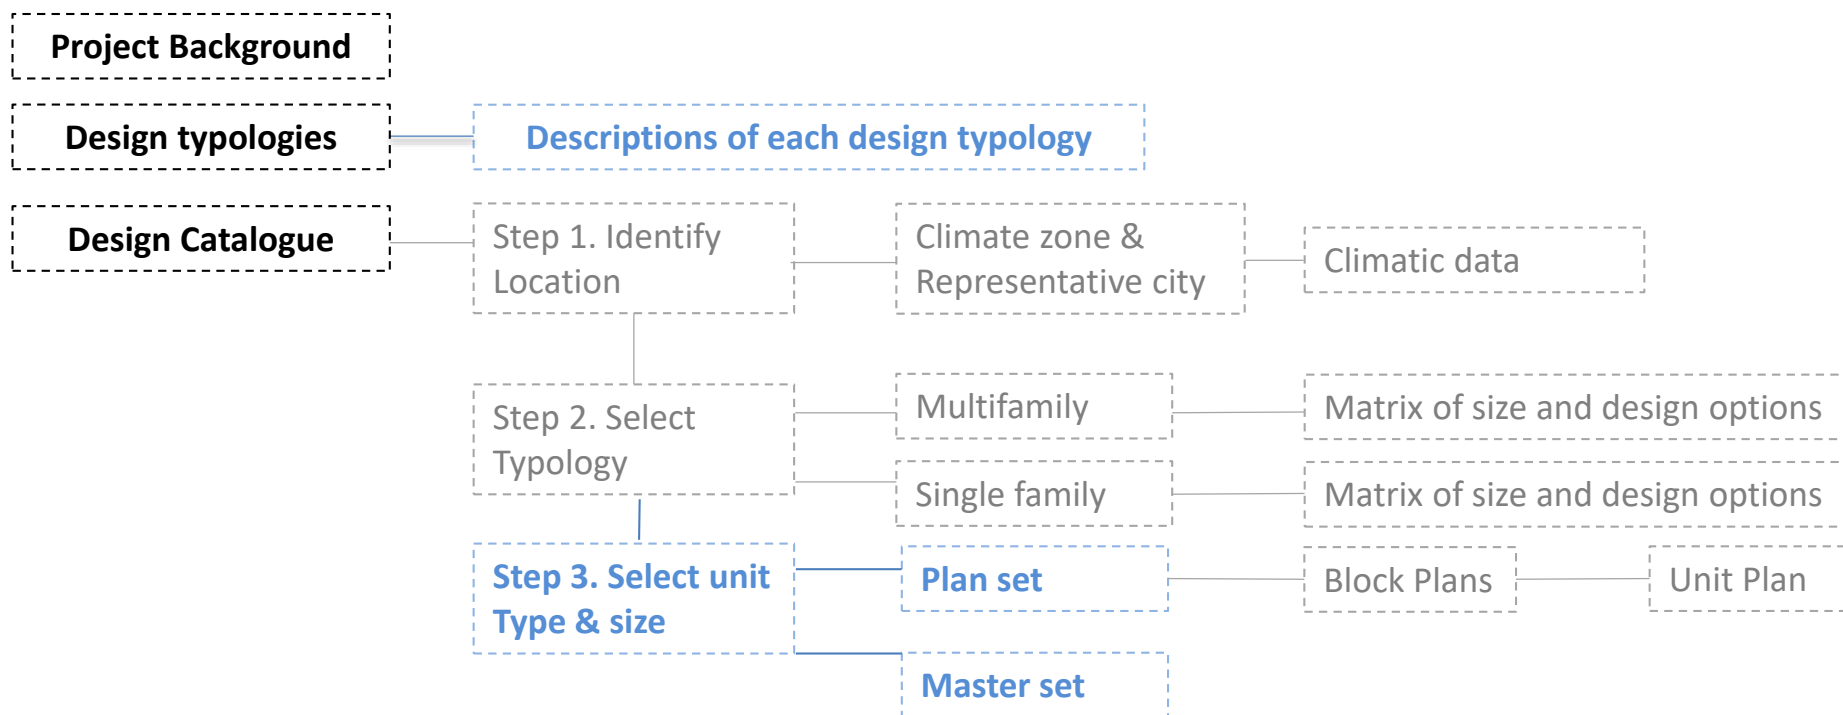 Project Background
Design typologies
Descriptions of each design typology
Design Catalogue
Step 1. Identify
Location
Climate zone &
Representative city
Climatic data
Step 2. Select
Typology
Multifamily
Matrix of size and design options
Single family
Matrix of size and design options
Step 3. Select unit
Type & size
Plan set
Block Plans
Unit Plan
Master set